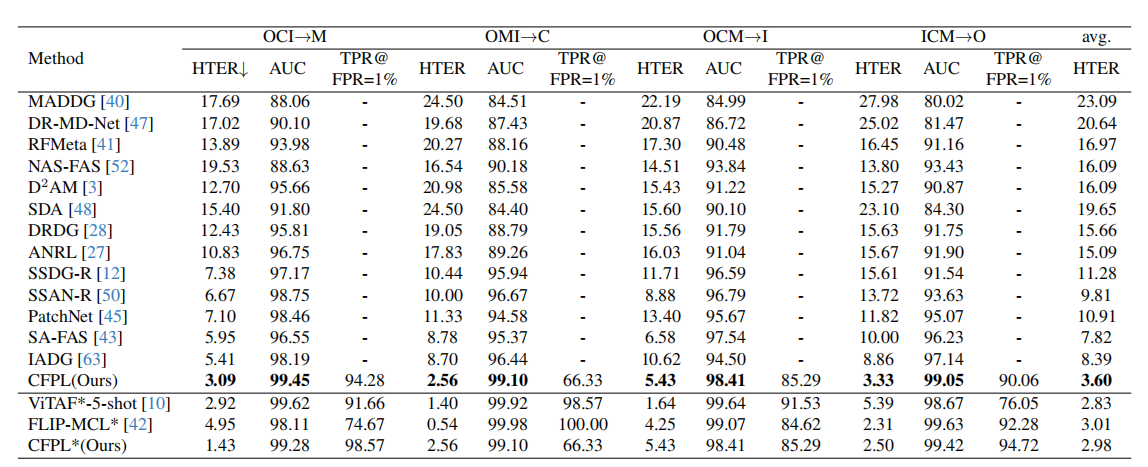 Method OCI→M OMI→C OCM→I ICM→O avg.
HTER↓ AUC TPR@ FPR=1% HTER AUC TPR@ FPR=1% HTER AUC TPR@ FPR=1% HTER AUC TPR@ FPR=1% HTER
MADDG [40] 17.69 88.06 - 24.50 84.51 - 22.19 84.99 - 27.98 80.02 - 23.09
DR-MD-Net [47] 17.02 90.10 - 19.68 87.43 - 20.87 86.72 - 25.02 81.47 - 20.64
RFMeta [41] 13.89 93.98 - 20.27 88.16 - 17.30 90.48 - 16.45 91.16 - 16.97
NAS-FAS [52] 19.53 88.63 - 16.54 90.18 - 14.51 93.84 - 13.80 93.43 - 16.09
D²AM [3] 12.70 95.66 - 20.98 85.58 - 15.43 91.22 - 15.27 90.87 - 16.09
SDA [48] 15.40 91.80 - 24.50 84.40 - 15.60 90.10 - 23.10 84.30 - 19.65
DRDG [28] 12.43 95.81 - 19.05 88.79 - 15.56 91.79 - 15.63 91.75 - 15.66
ANRL [27] 10.83 96.75 - 17.83 89.26 - 16.03 91.04 - 15.67 91.90 - 15.09
SSDG-R [12] 7.38 97.17 - 10.44 95.94 - 11.71 96.59 - 15.61 91.54 - 11.28
SSAN-R [50] 6.67 98.75 - 10.00 96.67 - 8.88 96.79 - 13.72 93.63 - 9.81
PatchNet [45] 7.10 98.46 - 11.33 94.58 - 13.40 95.67 - 11.82 95.07 - 10.91
SA-FAS [43] 5.95 96.55 - 8.78 95.37 - 6.58 97.54 - 10.00 96.23 - 7.82
IADG [63] 5.41 98.19 - 8.70 96.44 - 10.62 94.50 - 8.86 97.14 - 8.39
CFPL(Ours) 3.09 99.45 94.28 2.56 99.10 66.33 5.43 98.41 85.29 3.33 99.05 90.06 3.60
ViTAF*-5-shot [10] 2.92 99.62 91.66 1.40 99.92 98.57 1.64 99.64 91.53 5.39 98.67 76.05 2.83
FLIP-MCL* [42] 4.95 98.11 74.67 0.54 99.98 100.00 4.25 99.07 84.62 2.31 99.63 92.28 3.01
CFPL*(Ours) 1.43 99.28 98.57 2.56 99.10 66.33 5.43 98.41 85.29 2.50 99.42 94.72 2.98